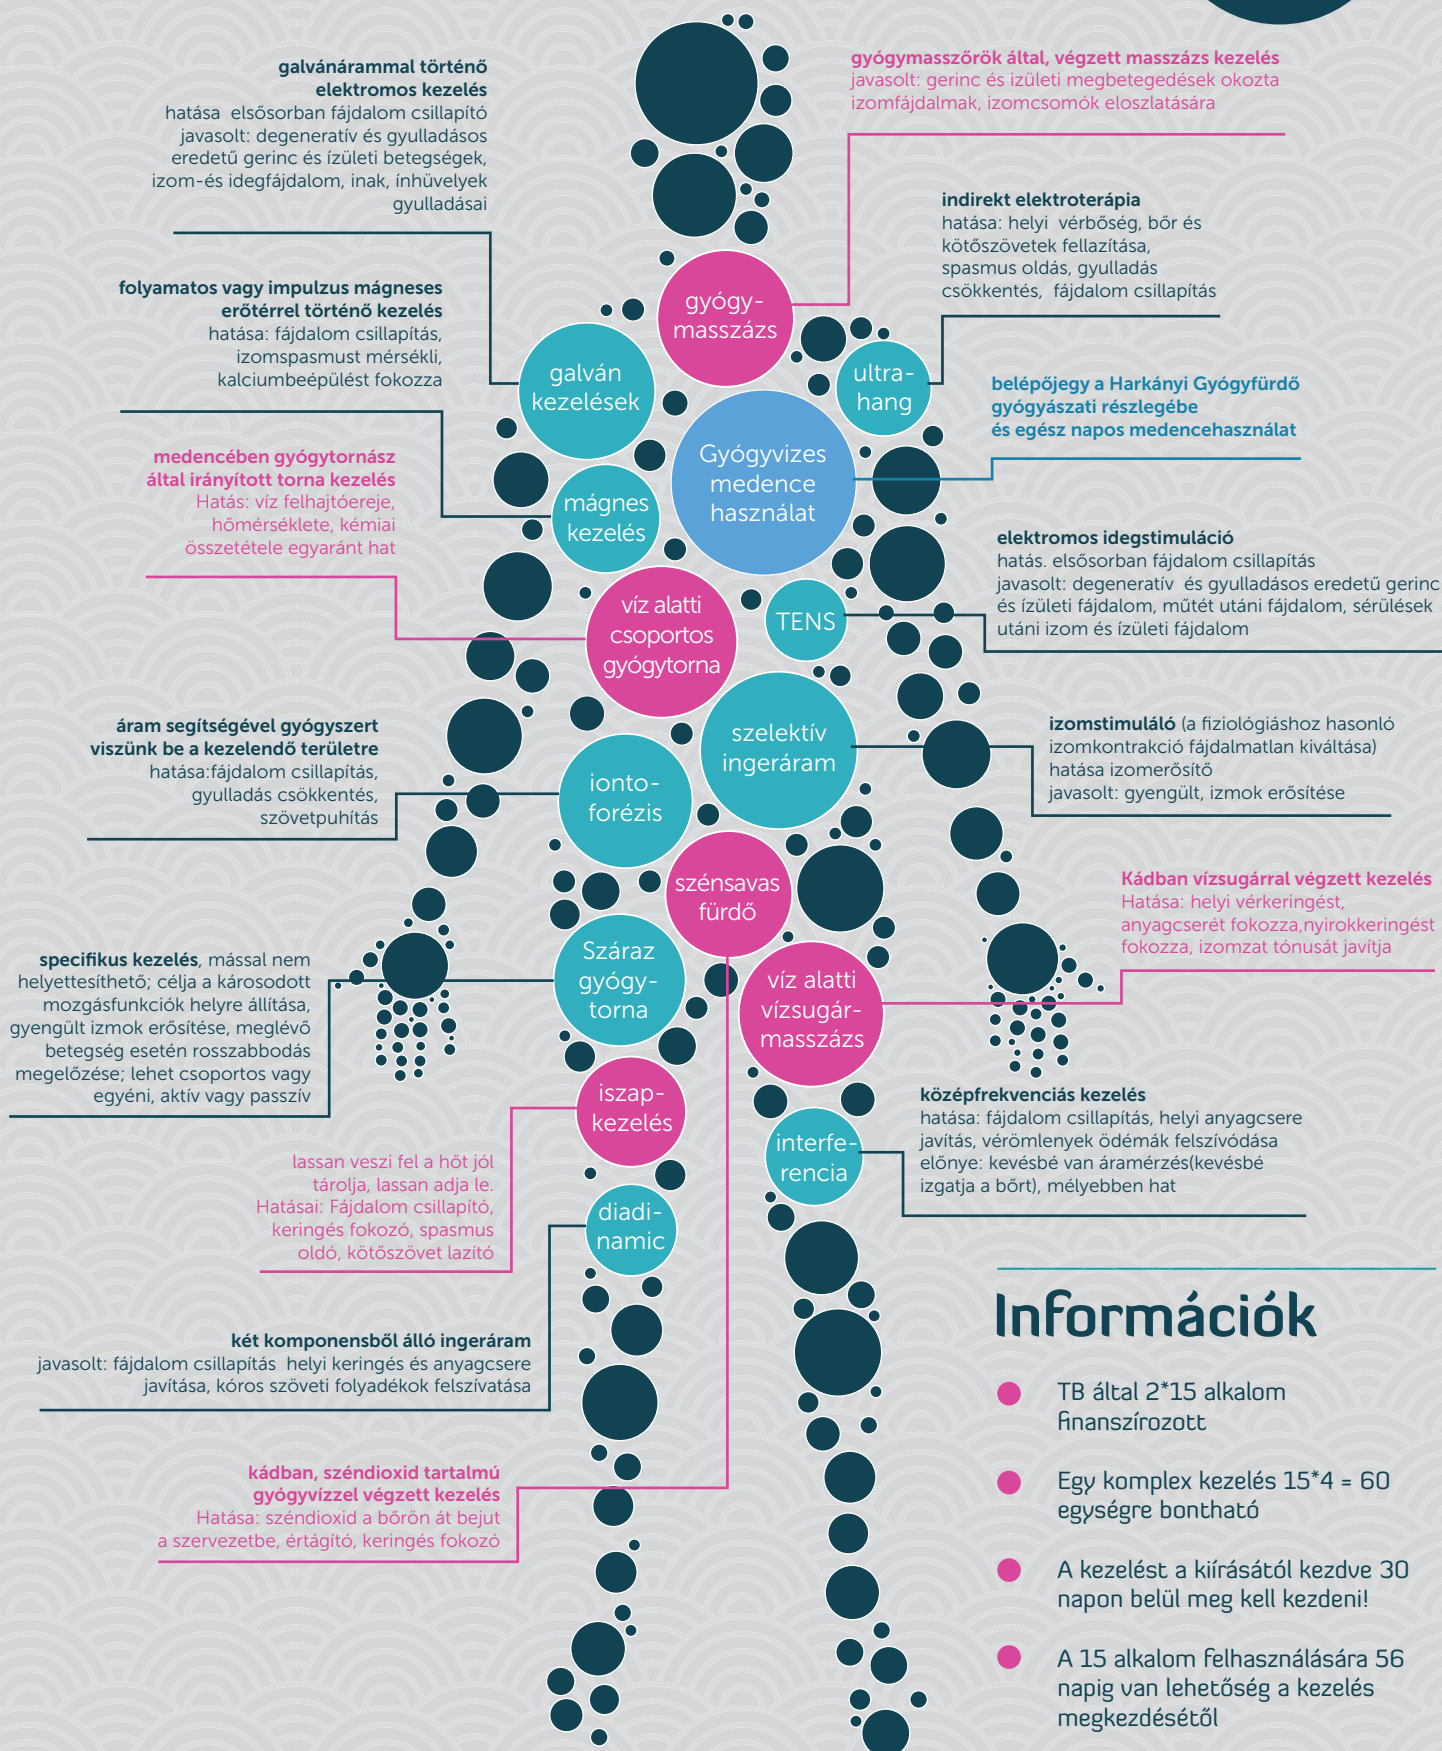 galvánárammal történő
elektromos kezelés
hatása elsősorban fájdalom csillapító
javasolt: degeneratív és gyulladásos
eredetű gerinc és ízületi betegségek,
izom-és idegfájdalom, inak, ínhüvelyek
gyulladásai
gyógymasszőrök által, végzett masszázs kezelés
javasolt: gerinc és izületi megbetegedések okozta
izomfájdalmak, izomcsomók eloszlatására
indirekt elektroterápia
hatása: helyi vérbőség, bőr és
kötőszövetek fellazítása,
spasmus oldás, gyulladás
csökkentés, fájdalom csillapítás
folyamatos vagy impulzus mágneses
erőtérrel történő kezelés
hatása: fájdalom csillapítás,
izomspasmust mérsékli,
kalciumbeépülést fokozza
gyógy-
masszázs
galván
kezelések
ultra-
hang
belépőjegy a Harkányi Gyógyfürdő
gyógyászati részlegébe
és egész napos medencehasználat
medencében gyógytornász
által irányított torna kezelés
Hatás: víz felhajtóereje,
hőmérséklete, kémiai
összetétele egyaránt hat
Gyógyvizes
medence
használat
mágnes
kezelés
elektromos idegstimuláció
hatás. elsősorban fájdalom csillapítás
javasolt: degeneratív és gyulladásos eredetű gerinc
és ízületi fájdalom, műtét utáni fájdalom, sérülések
utáni izom és ízületi fájdalom
víz alatti
csoportos
gyógytorna
TENS
áram segítségével gyógyszert
viszünk be a kezelendő területre
hatása:fájdalom csillapítás,
gyulladás csökkentés,
szövetpuhítás
szelektív
ingeráram
izomstimuláló (a fiziológiáshoz hasonló
izomkontrakció fájdalmatlan kiváltása)
hatása izomerősítő
javasolt: gyengült, izmok erősítése
ionto-
forézis
szénsavas
fürdő
Kádban vízsugárral végzett kezelés
Hatása: helyi vérkeringést,
anyagcserét fokozza,nyirokkeringést
fokozza, izomzat tónusát javítja
specifikus kezelés, mással nem
helyettesíthető; célja a károsodott
mozgásfunkciók helyre állítása,
gyengült izmok erősítése, meglévő
betegség esetén rosszabbodás
megelőzése; lehet csoportos vagy
egyéni, aktív vagy passzív
Száraz
gyógy-
torna
víz alatti
vízsugár-
masszázs
iszap-
kezelés
középfrekvenciás kezelés
hatása: fájdalom csillapítás, helyi anyagcsere
javítás, vérömlenyek ödémák felszívódása
előnye: kevésbé van áramérzés(kevésbé
izgatja a bőrt), mélyebben hat
interfe-
rencia
lassan veszi fel a hőt jól
tárolja, lassan adja le.
Hatásai: Fájdalom csillapító,
keringés fokozó, spasmus
oldó, kötőszövet lazító
diadi-
namic
két komponensből álló ingeráram
javasolt: fájdalom csillapítás helyi keringés és anyagcsere
javítása, kóros szöveti folyadékok felszívatása
kádban, széndioxid tartalmú
gyógyvízzel végzett kezelés
Hatása: széndioxid a bőrön át bejut
a szervezetbe, értágító, keringés fokozó
Információk
TB által 2*15 alkalom
finanszírozott
Egy komplex kezelés 15*4 = 60
egységre bontható
A kezelést a kiírásától kezdve 30
napon belül meg kell kezdeni!
A 15 alkalom felhasználására 56
napig van lehetőség a kezelés
megkezdésétől